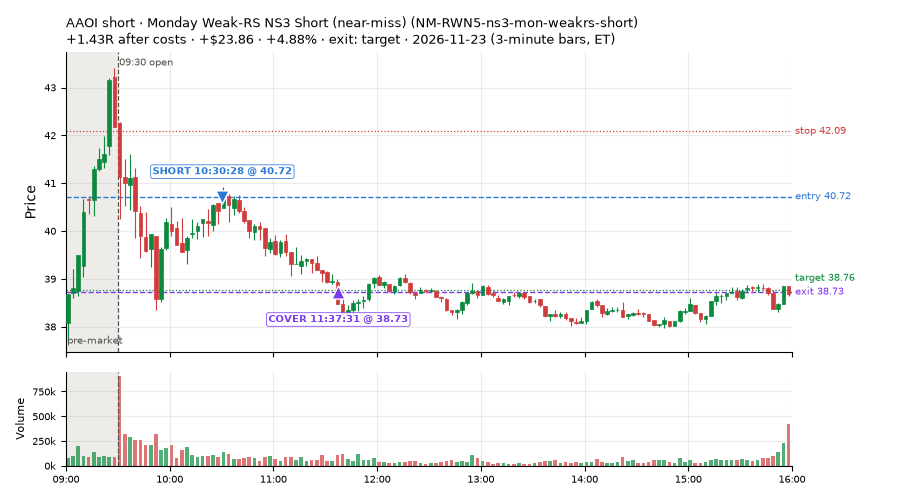 AAOI short · Monday Weak-RS NS3 Short (near-miss) (NM-RWN5-ns3-mon-weakrs-short)
+1.43R after costs · +$23.86 · +4.88% · exit: target · 2026-11-23 (3-minute bars, ET)
09:30 open
43
42
41
40
39
38
Price
stop 42.09
SHORT 10:30:28 @ 40.72
entry 40.72
target 38.76
exit 38.73
COVER 11:37:31 @ 38.73
pre-market
Volume
750k
500k
250k
0k
09:00
10:00
11:00
12:00
13:00
14:00
15:00
16:00